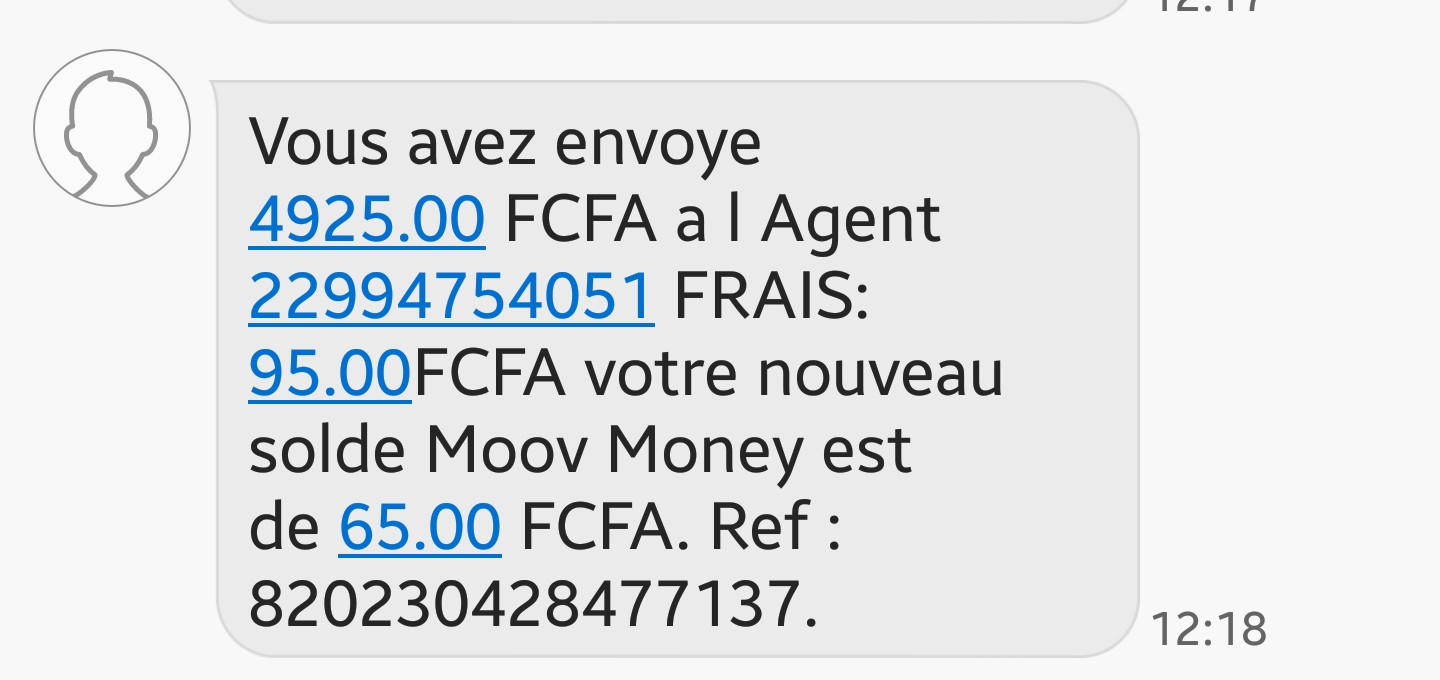 12:17
Vous avez envoye
4925.00 FCFA a l Agent
22994754051 FRAIS:
95.00FCFA votre nouveau
solde Moov Money est
de 65.00 FCFA. Ref :
820230428477137.
12:18